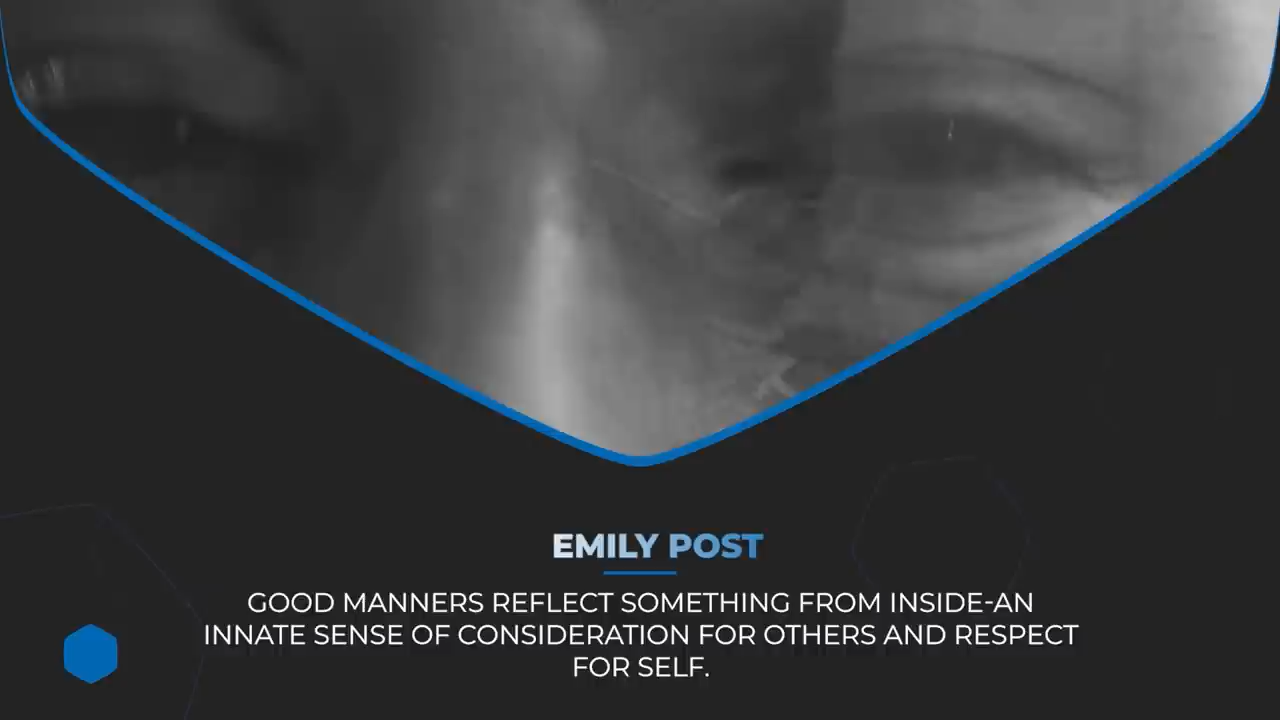 EMILY POST
GOOD MANNERS REFLECT SOMETHING FROM INSIDE-AN
INNATE SENSE OF CONSIDERATION FOR OTHERS AND RESPECT
FOR SELF.